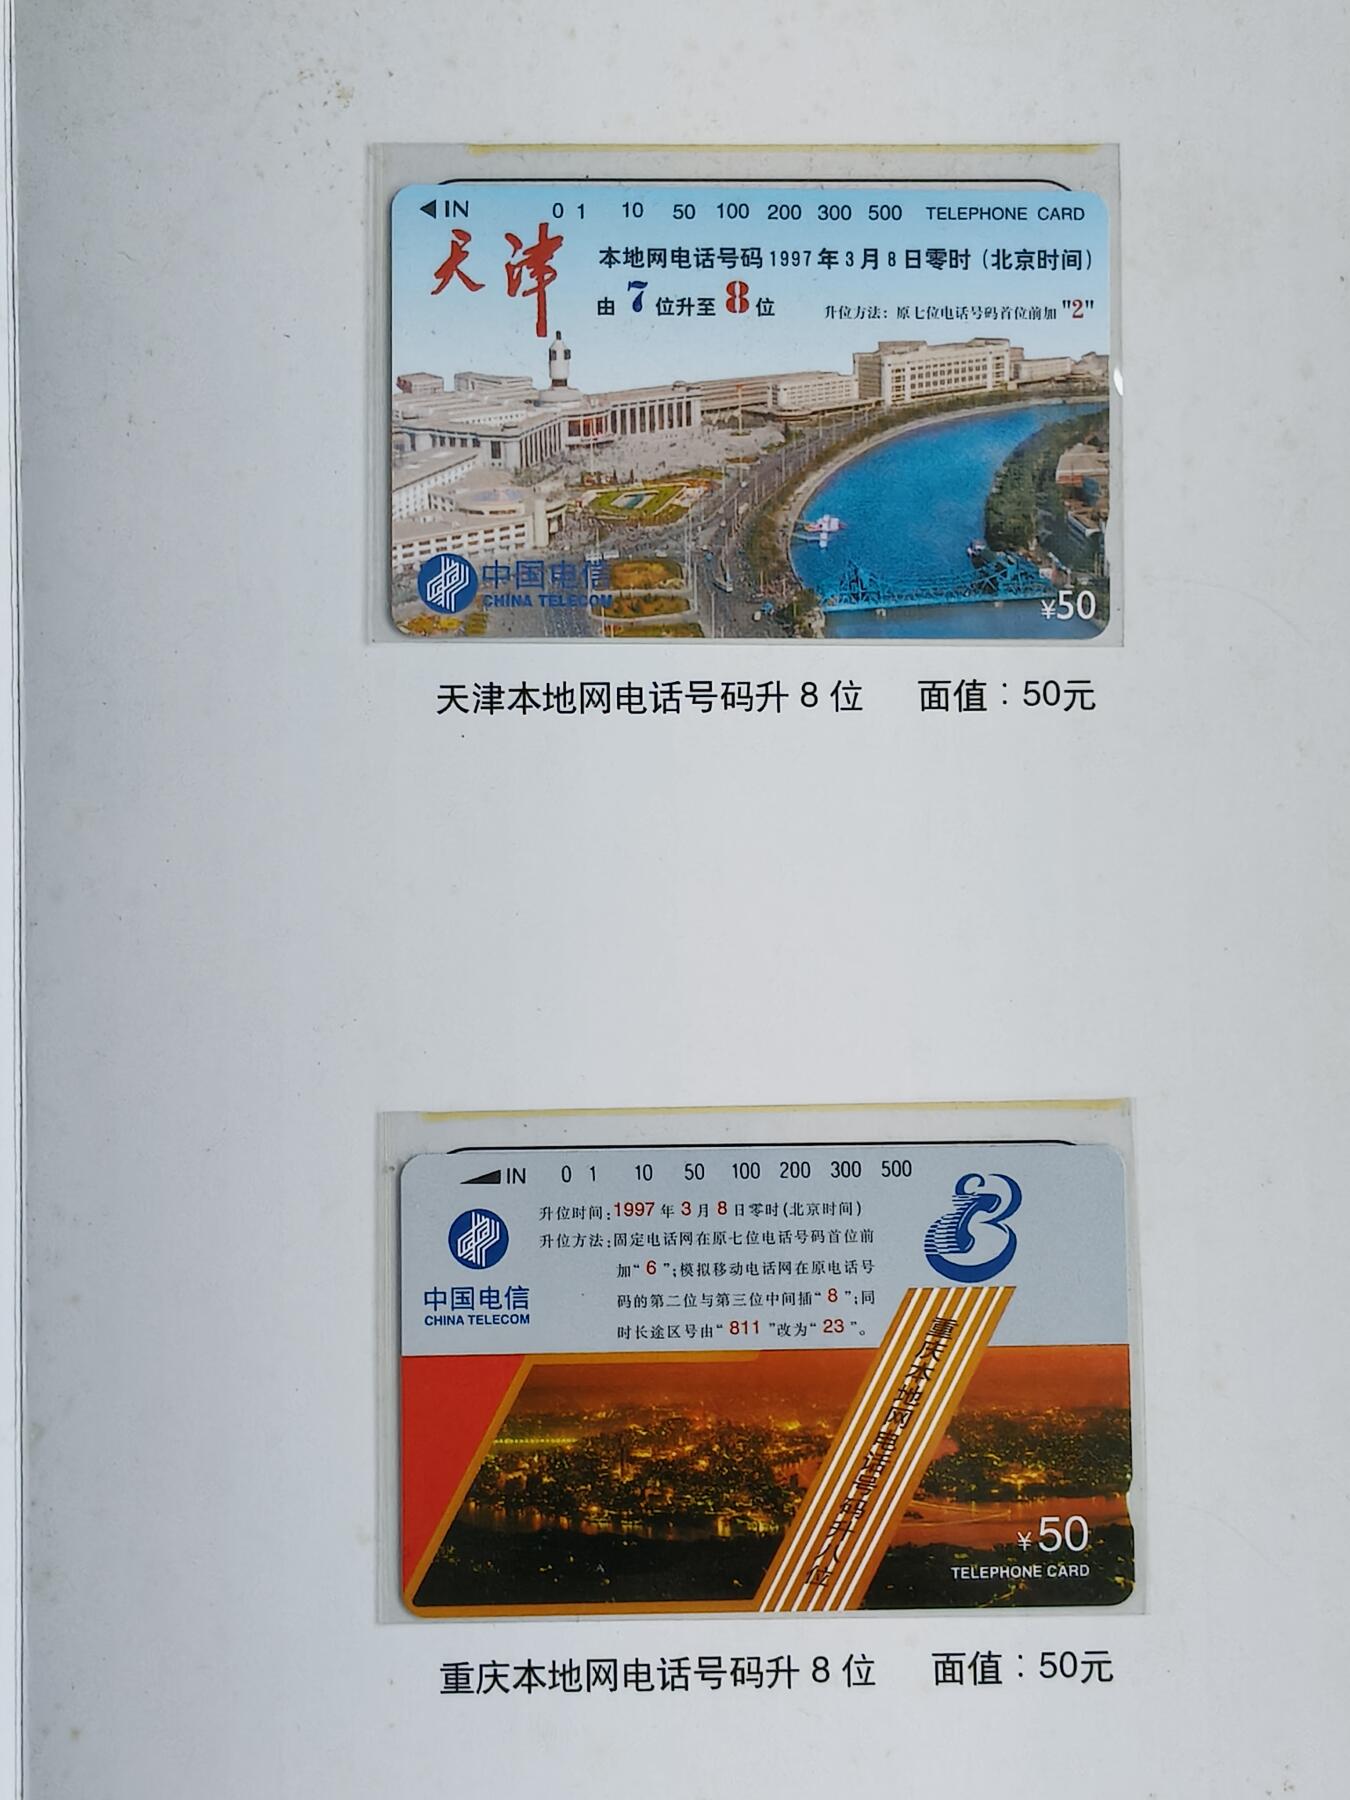 IN 0 1 10 50 100 200 300 500 TELEPHONE CARD
天津
本地网电话号码1997年3月8日零时（北京时间）
由7位升至8位 升位方法：原七位电话号码首位前加"2"
中国电信
CHINA TELECOM
¥50
天津本地网电话号码升8位 面值：50元
IN 0 1 10 50 100 200 300 500
8
升位时间:1997年3月8日零时(北京时间)
升位方法:固定电话网在原七位电话号码首位前
加“6”;模拟移动电话网在原电话号
码的第二位与第三位中间插“8”;同
时长途区号由“811”改为“23”。
中国电信
CHINA TELECOM
重庆本地网电话号码升八位
¥50
TELEPHONE CARD
重庆本地网电话号码升8位 面值：50元